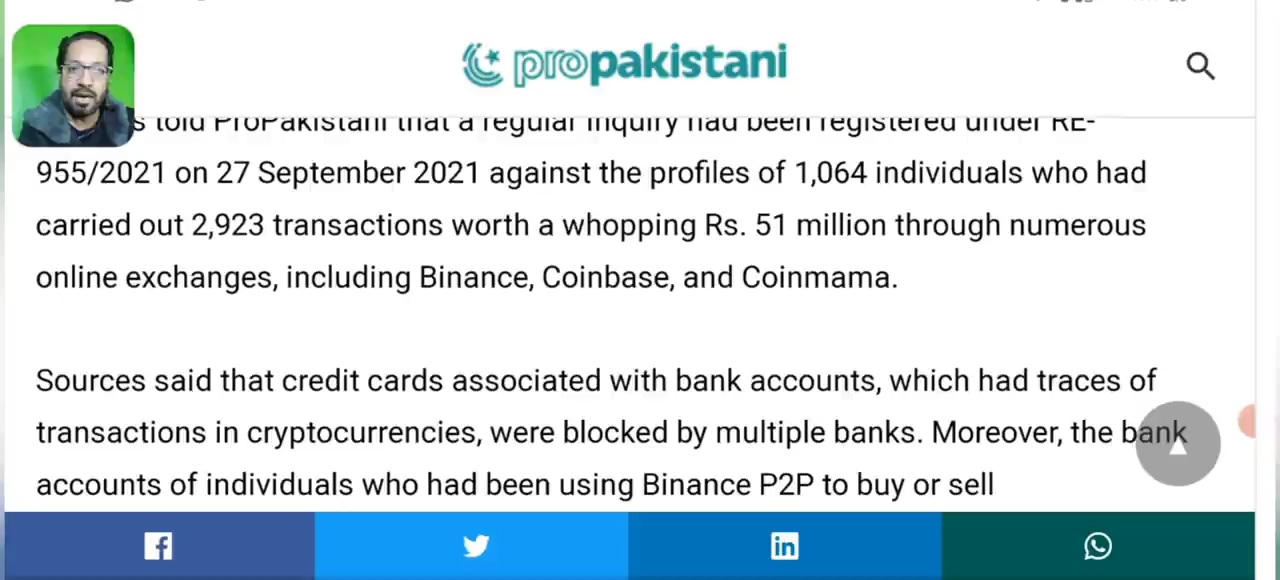 propakistani
s told ProPakistani that a regular inquiry had been registered under RE-
955/2021 on 27 September 2021 against the profiles of 1,064 individuals who had
carried out 2,923 transactions worth a whopping Rs. 51 million through numerous
online exchanges, including Binance, Coinbase, and Coinmama.
Sources said that credit cards associated with bank accounts, which had traces of
transactions in cryptocurrencies, were blocked by multiple banks. Moreover, the bank
accounts of individuals who had been using Binance P2P to buy or sell